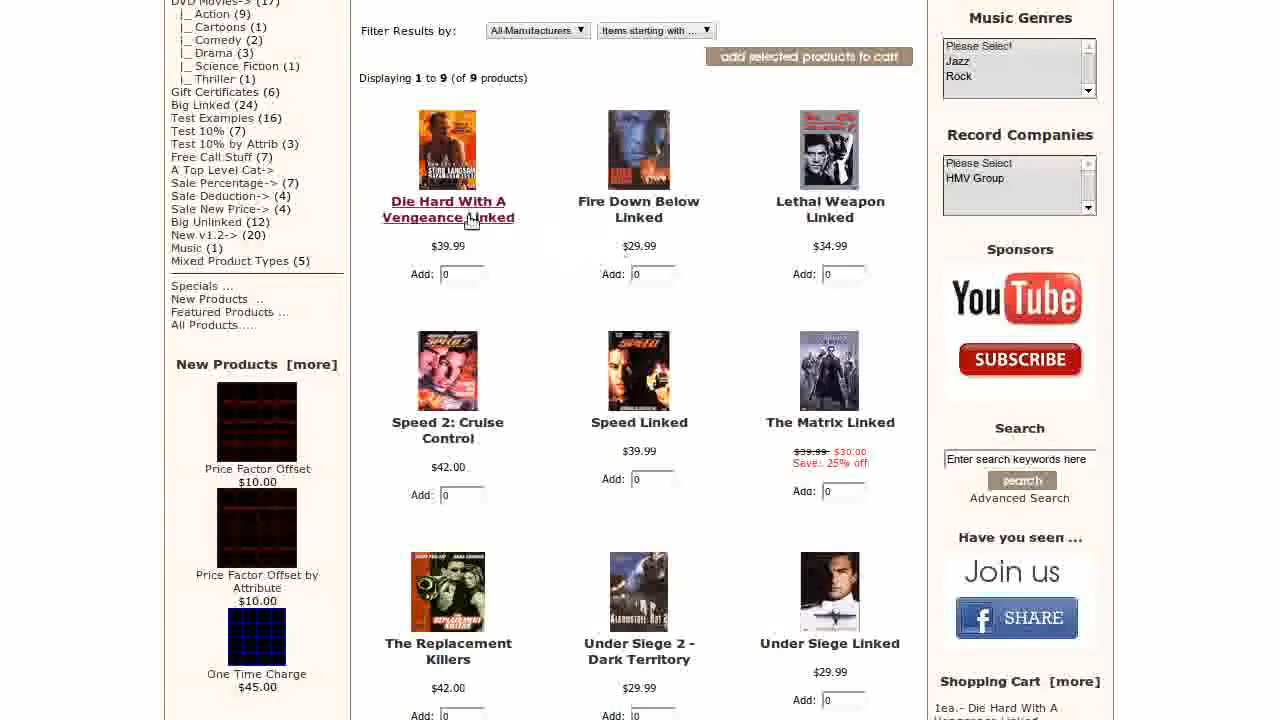 DVD Movies-> (17)
|_ Action (9)
|_ Cartoons (1)
|_ Comedy (2)
|_ Drama (3)
|_ Science Fiction (1)
|_ Thriller (1)
Gift Certificates (6)
Big Linked (24)
Test Examples (16)
Test 10% (7)
Test 10% by Attrib (3)
Free Call Stuff (7)
A Top Level Cat->
Sale Percentage-> (7)
Sale Deduction-> (4)
Sale New Price-> (4)
Big Unlinked (12)
New v1.2-> (20)
Music (1)
Mixed Product Types (5)
Specials ...
New Products ...
Featured Products ...
All Products ...
New Products [more]
Price Factor Offset
$10.00
Price Factor Offset by
Attribute
$10.00
One Time Charge
$45.00
Filter Results by:
All Manufacturers
Items starting with ...
add selected products to cart
Displaying 1 to 9 (of 9 products)
Die Hard With A
Vengeance Linked
$39.99
Add: 0
Fire Down Below
Linked
$29.99
Add: 0
Lethal Weapon
Linked
$34.99
Add: 0
SPEED 2
Speed 2: Cruise
Control
$42.00
Add: 0
SPEED
Speed Linked
$39.99
Add: 0
The Matrix Linked
$39.99 $30.00
Save: 25% off
Add: 0
The Replacement
Killers
$42.00
Add: 0
Under Siege 2 -
Dark Territory
$29.99
Add: 0
Under Siege Linked
$29.99
Add: 0
Music Genres
Please Select
Jazz
Rock
Record Companies
Please Select
HMV Group
Sponsors
YouTube
SUBSCRIBE
Search
Enter search keywords here
search
Advanced Search
Have you seen ...
Join us
f SHARE
Shopping Cart [more]
1ea.- Die Hard With A
Vengeance Linked